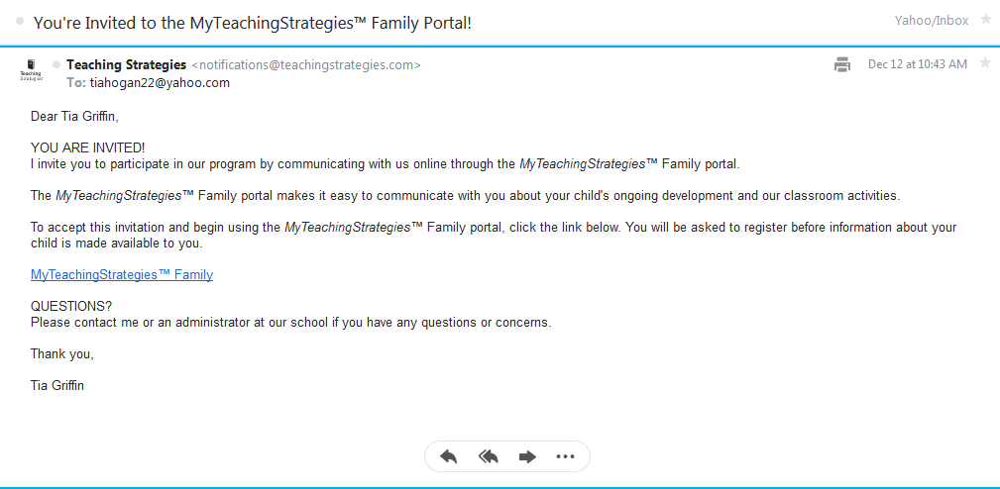 You're Invited to the MyTeachingStrategies™ Family Portal!
Yahoo/Inbox
Teaching Strategies
Teaching Strategies <notifications@teachingstrategies.com>
Dec 12 at 10:43 AM
To: tiahogan22@yahoo.com
Dear Tia Griffin,
YOU ARE INVITED!
I invite you to participate in our program by communicating with us online through the MyTeachingStrategies™ Family portal.
The MyTeachingStrategies™ Family portal makes it easy to communicate with you about your child's ongoing development and our classroom activities.
To accept this invitation and begin using the MyTeachingStrategies™ Family portal, click the link below. You will be asked to register before information about your
child is made available to you.
MyTeachingStrategies™ Family
QUESTIONS?
Please contact me or an administrator at our school if you have any questions or concerns.
Thank you,
Tia Griffin